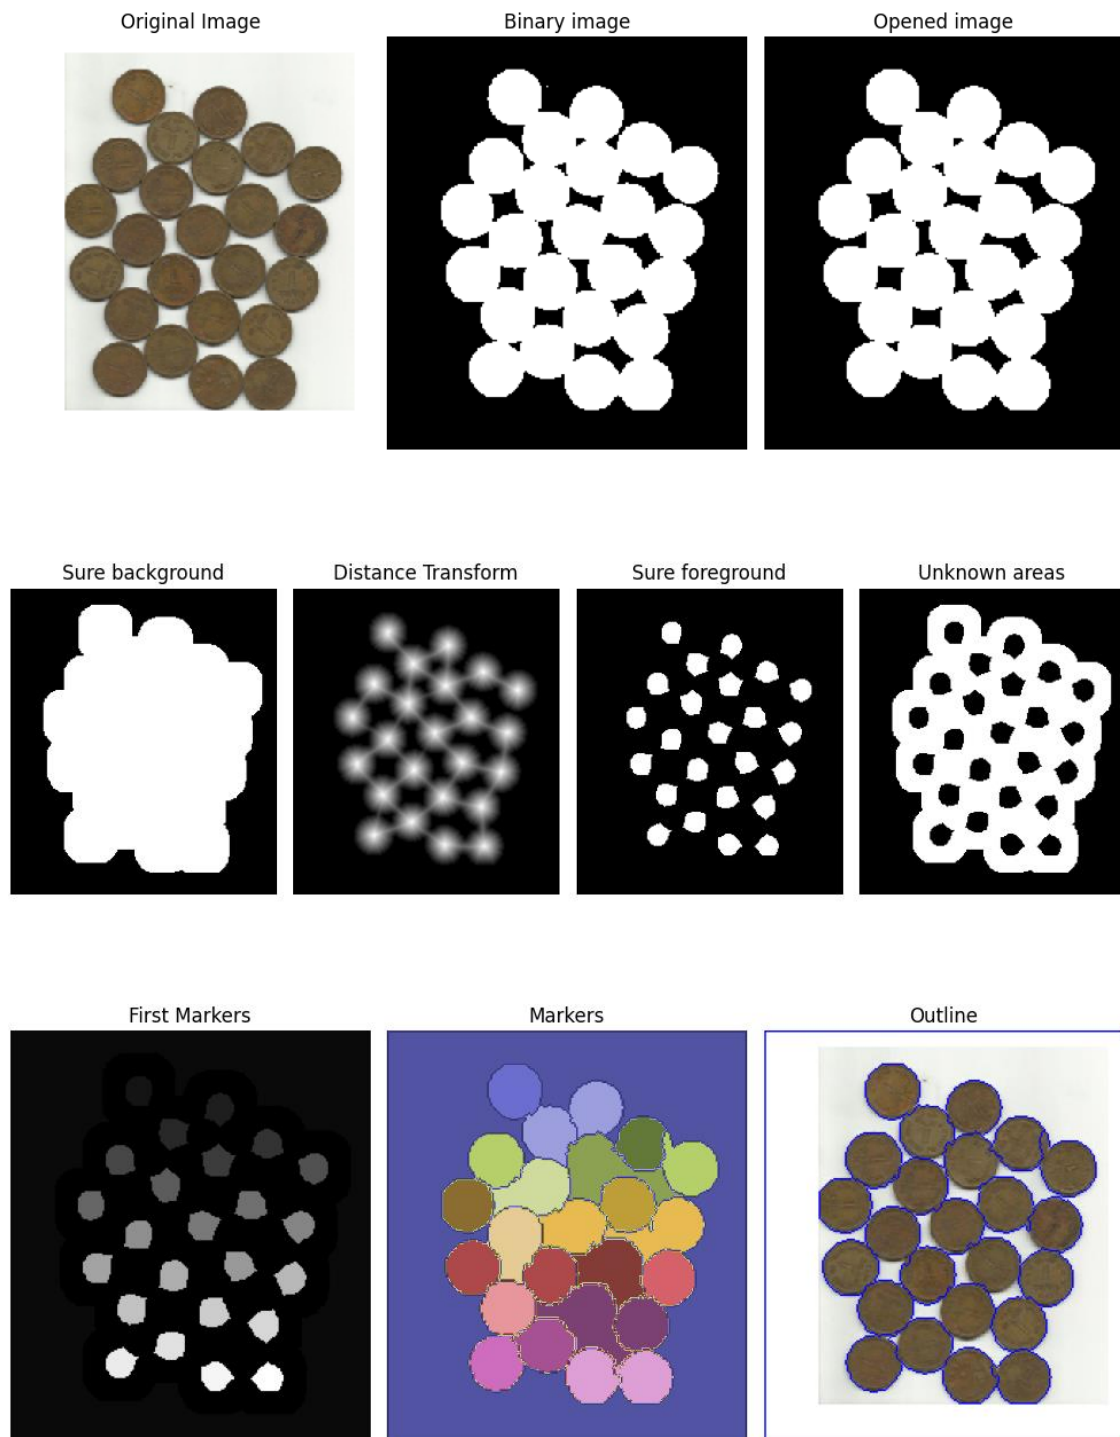 Original Image
Binary image
Opened image
Sure background
Distance Transform
Sure foreground
Unknown areas
First Markers
Markers
Outline